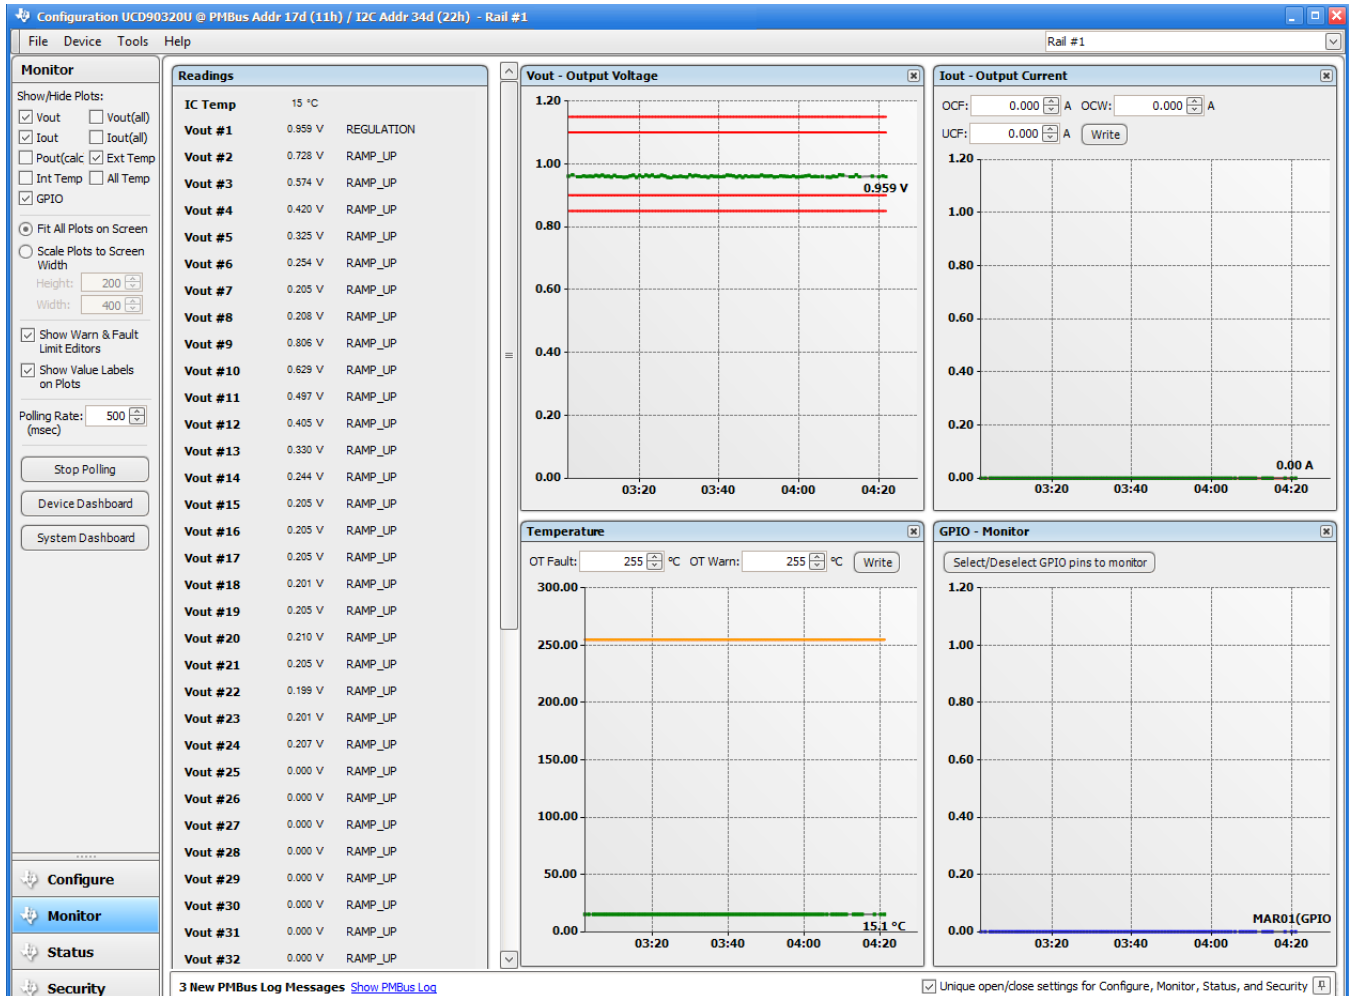 Configuration UCD90320U @ PMBus Addr 17d (11h) / I2C Addr 34d (22h) - Rail #1
File Device Tools Help
Rail #1
Monitor
Show/Hide Plots:
Vout Vout(all)
Iout Iout(all)
Pout(calc Ext Temp
Int Temp All Temp
GPIO
Fit All Plots on Screen
Scale Plots to Screen
Width
Height: 200
Width: 400
Show Warn & Fault
Limit Editors
Show Value Labels
on Plots
Polling Rate: 500
(msec)
Stop Polling
Device Dashboard
System Dashboard
Configure
Monitor
Status
Security
Readings
IC Temp 15 °C
Vout #1 0.959 V REGULATION
Vout #2 0.728 V RAMP_UP
Vout #3 0.574 V RAMP_UP
Vout #4 0.420 V RAMP_UP
Vout #5 0.325 V RAMP_UP
Vout #6 0.254 V RAMP_UP
Vout #7 0.205 V RAMP_UP
Vout #8 0.208 V RAMP_UP
Vout #9 0.806 V RAMP_UP
Vout #10 0.629 V RAMP_UP
Vout #11 0.497 V RAMP_UP
Vout #12 0.405 V RAMP_UP
Vout #13 0.330 V RAMP_UP
Vout #14 0.244 V RAMP_UP
Vout #15 0.205 V RAMP_UP
Vout #16 0.205 V RAMP_UP
Vout #17 0.205 V RAMP_UP
Vout #18 0.201 V RAMP_UP
Vout #19 0.205 V RAMP_UP
Vout #20 0.210 V RAMP_UP
Vout #21 0.205 V RAMP_UP
Vout #22 0.199 V RAMP_UP
Vout #23 0.201 V RAMP_UP
Vout #24 0.207 V RAMP_UP
Vout #25 0.000 V RAMP_UP
Vout #26 0.000 V RAMP_UP
Vout #27 0.000 V RAMP_UP
Vout #28 0.000 V RAMP_UP
Vout #29 0.000 V RAMP_UP
Vout #30 0.000 V RAMP_UP
Vout #31 0.000 V RAMP_UP
Vout #32 0.000 V RAMP_UP
Vout - Output Voltage
1.20
1.00
0.959 V
0.80
0.60
0.40
0.20
0.00
03:20 03:40 04:00 04:20
Iout - Output Current
OCF: 0.000 A OCW: 0.000 A
UCF: 0.000 A Write
1.20
1.00
0.80
0.60
0.40
0.20
0.00 A
0.00
03:20 03:40 04:00 04:20
Temperature
OT Fault: 255 °C OT Warn: 255 °C Write
300.00
250.00
200.00
150.00
100.00
50.00
15.1 °C
0.00
03:20 03:40 04:00 04:20
GPIO - Monitor
Select/Deselect GPIO pins to monitor
1.20
1.00
0.80
0.60
0.40
0.20
MAR01(GPIO
0.00
03:20 03:40 04:00 04:20
3 New PMBus Log Messages Show PMBus Log
Unique open/close settings for Configure, Monitor, Status, and Security